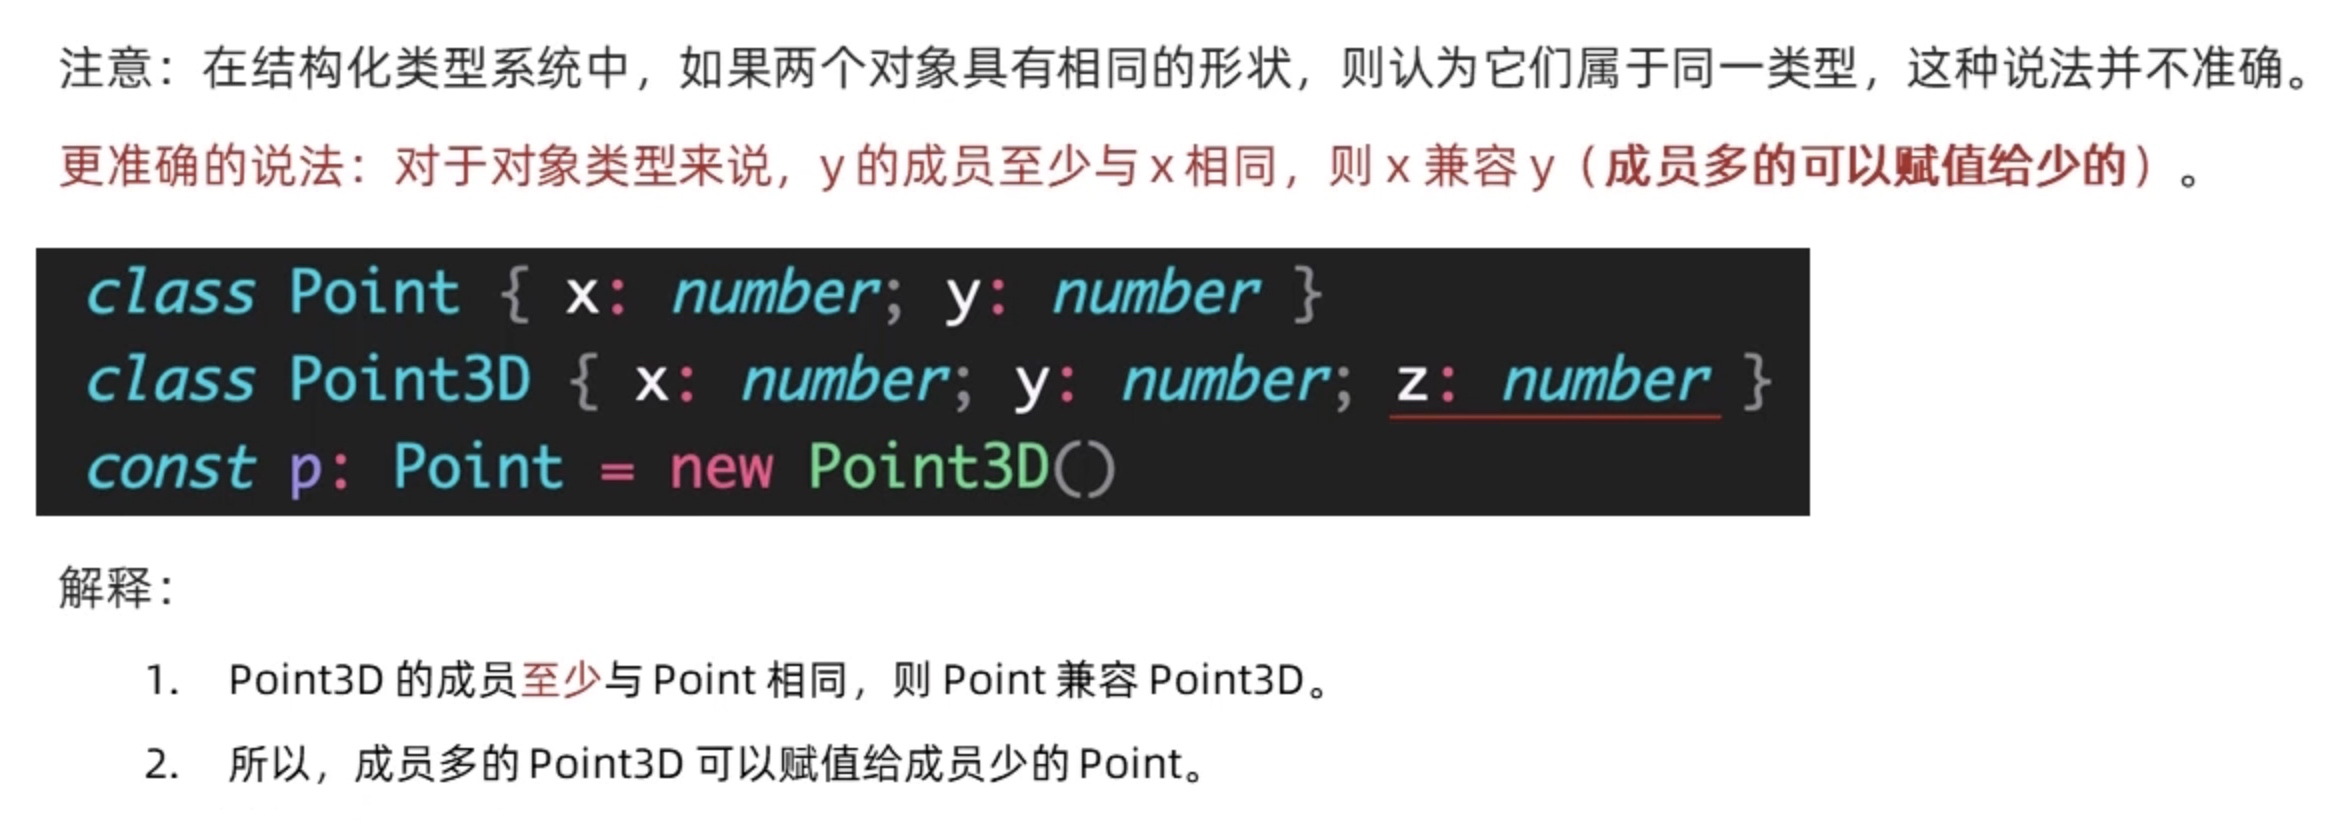 注意：在结构化类型系统中，如果两个对象具有相同的形状，则认为它们属于同一类型，这种说法并不准确。
更准确的说法：对于对象类型来说，y 的成员至少与 x 相同，则 x 兼容 y（成员多的可以赋值给少的）。
class Point { x: number; y: number }
class Point3D { x: number; y: number; z: number }
const p: Point = new Point3D()
解释：
1. Point3D 的成员至少与 Point 相同，则 Point 兼容 Point3D。
2. 所以，成员多的 Point3D 可以赋值给成员少的 Point。